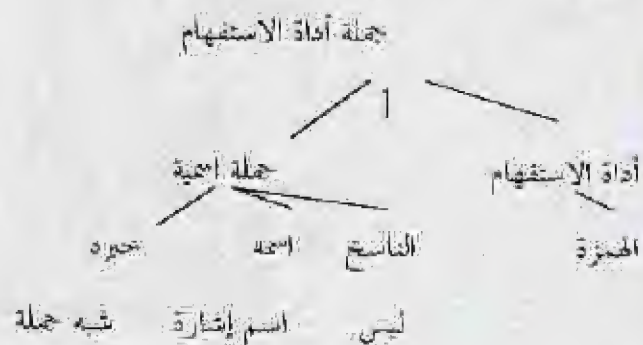 جملة أداة الاستفهام
أداة الاستفهام جملة اسمية
الهمزة الناسخ اسمه خبره
ليس اسم إشارة شبه جملة